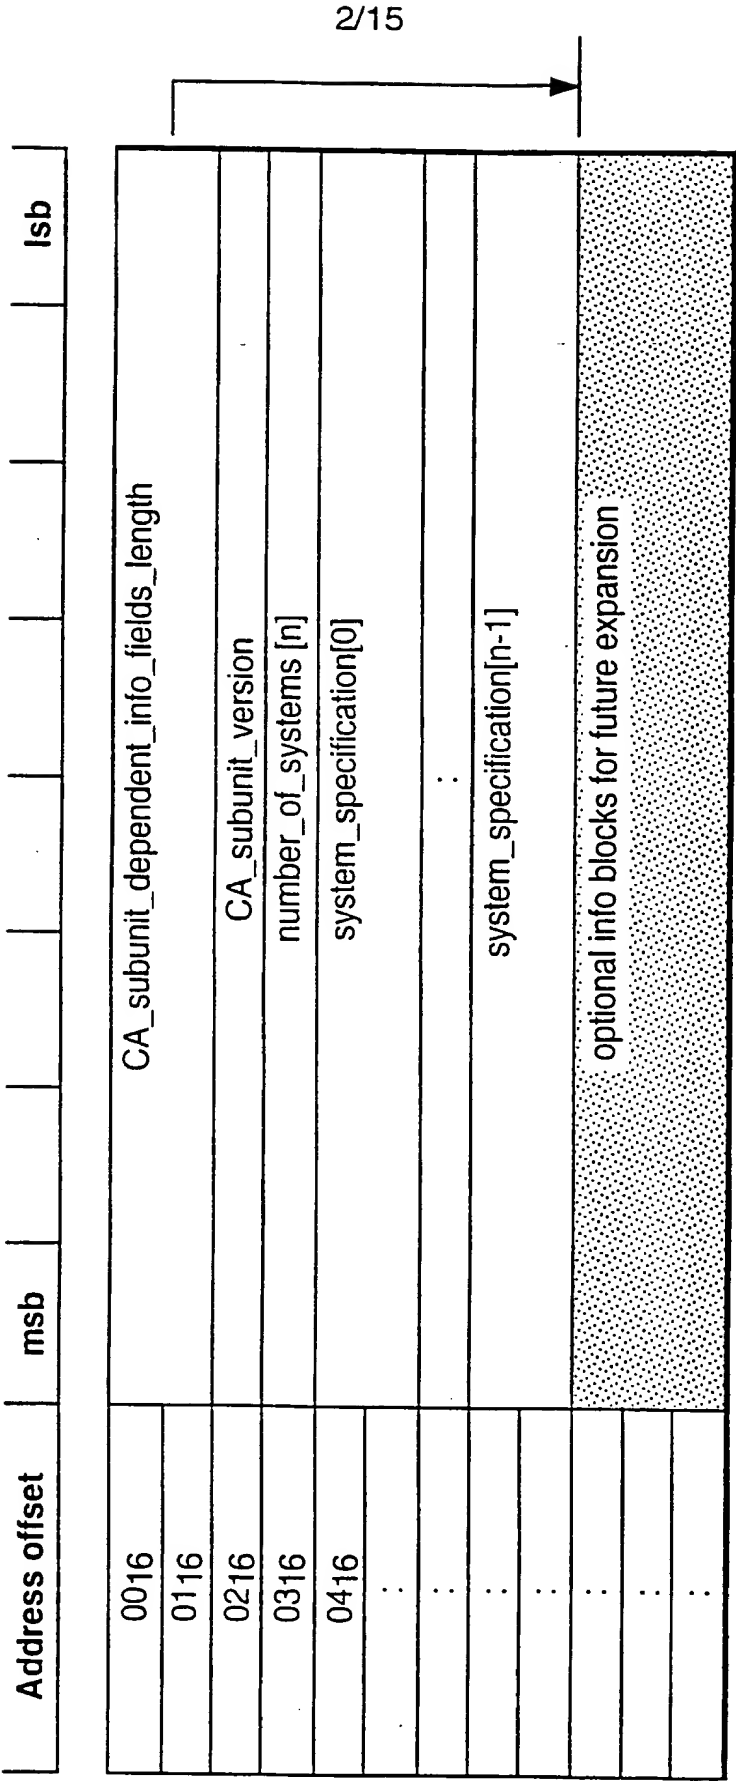 2/15
Address offset msb lsb
0016 CA_subunit_dependent_info_fields_length
0116
0216 CA_subunit_version
0316 number_of_systems [n]
0416 system_specification[0]
:
: :
: system_specification[n-1]
:
: optional info blocks for future expansion
:
: